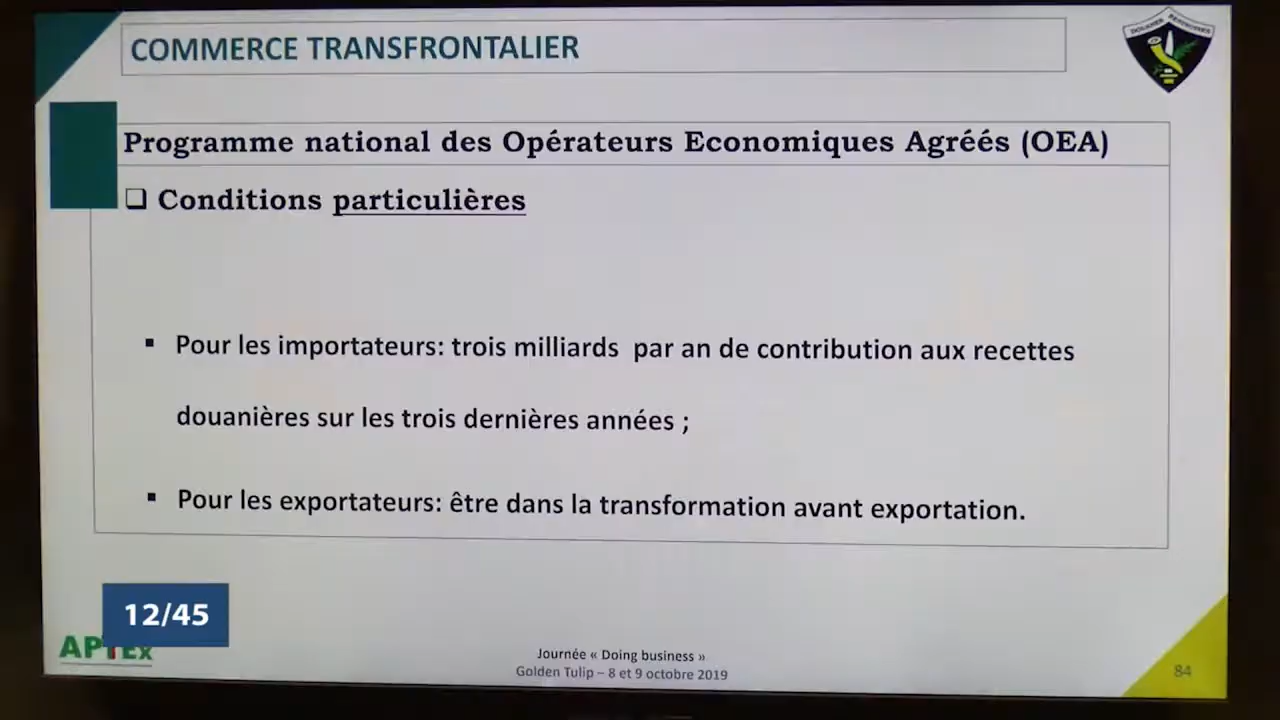 COMMERCE TRANSFRONTALIER
Programme national des Opérateurs Economiques Agréés (OEA)
❑ Conditions particulières
▪ Pour les importateurs: trois milliards par an de contribution aux recettes
douanières sur les trois dernières années ;
▪ Pour les exportateurs: être dans la transformation avant exportation.
12/45
Journée « Doing business »
Golden Tulip – 8 et 9 octobre 2019
84